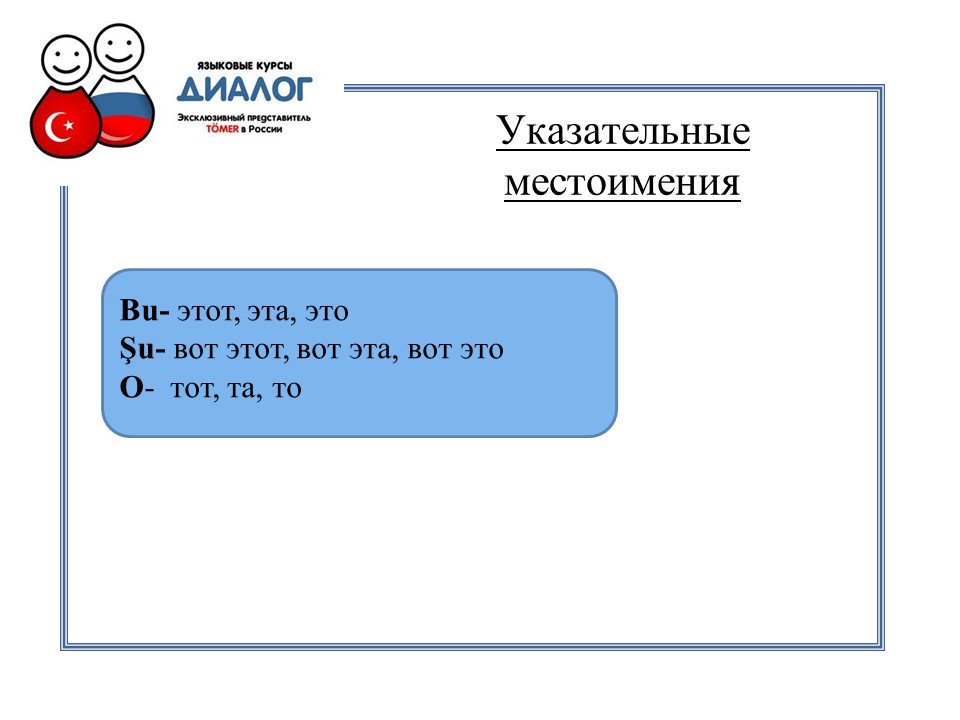 ЯЗЫКОВЫЕ КУРСЫ
ДИАЛОГ
Эксклюзивный представитель
TÖMER в России
Указательные
местоимения
Bu- этот, эта, это
Şu- вот этот, вот эта, вот это
O-  тот, та, то